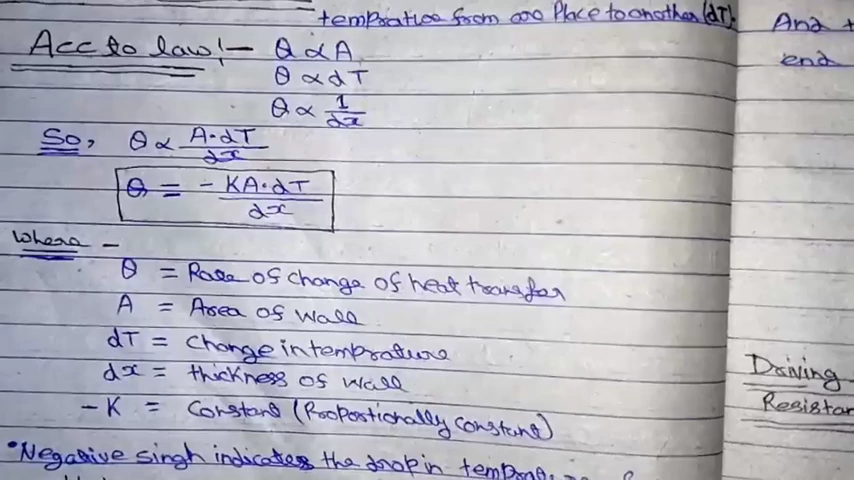 tempratice from one Place to another (dT).
Acc to law:- Q ∝ A
Q ∝ dT
Q ∝ 1/dx
So, Q ∝ A·dT/dx
Q = -KA·dT/dx
Where -
Q = Rate of change of heat transfer
A = Area of wall
dT = change in temprature
dx = thickness of wall
-K = Constant (Proportionally constant)
•Negative singh indicates the drop in
And
end
Driving
Resistan